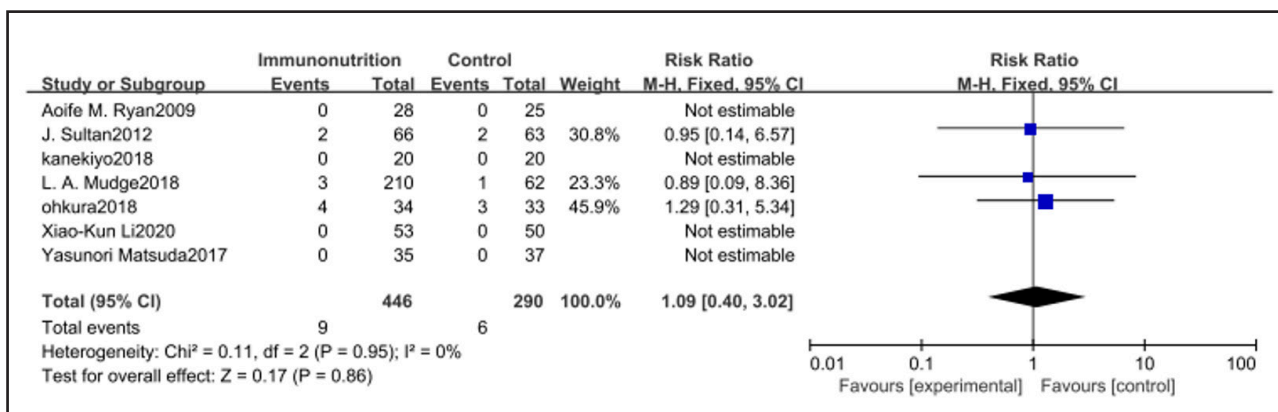 Immunonutrition Control Risk Ratio Risk Ratio
Study or Subgroup Events Total Events Total Weight M-H, Fixed, 95% CI M-H, Fixed, 95% CI
Aoife M. Ryan2009 0 28 0 25 Not estimable
J. Sultan2012 2 66 2 63 30.8% 0.95 [0.14, 6.57]
kanekiyo2018 0 20 0 20 Not estimable
L. A. Mudge2018 3 210 1 62 23.3% 0.89 [0.09, 8.36]
ohkura2018 4 34 3 33 45.9% 1.29 [0.31, 5.34]
Xiao-Kun Li2020 0 53 0 50 Not estimable
Yasunori Matsuda2017 0 35 0 37 Not estimable
Total (95% CI) 446 290 100.0% 1.09 [0.40, 3.02]
Total events 9 6
Heterogeneity: Chi² = 0.11, df = 2 (P = 0.95); I² = 0%
Test for overall effect: Z = 0.17 (P = 0.86)
0.01 0.1 1 10 100
Favours [experimental] Favours [control]